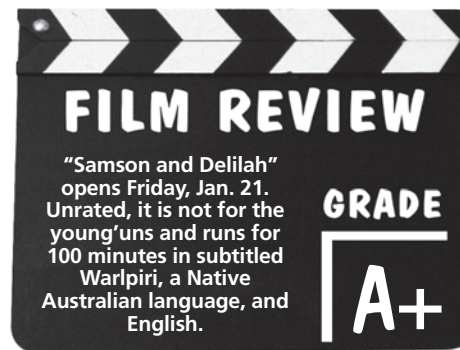 FILM REVIEW
“Samson and Delilah”
opens Friday, Jan. 21.
Unrated, it is not for the
young’uns and runs for
100 minutes in subtitled
Warlpiri, a Native
Australian language, and
English.
GRADE
A+